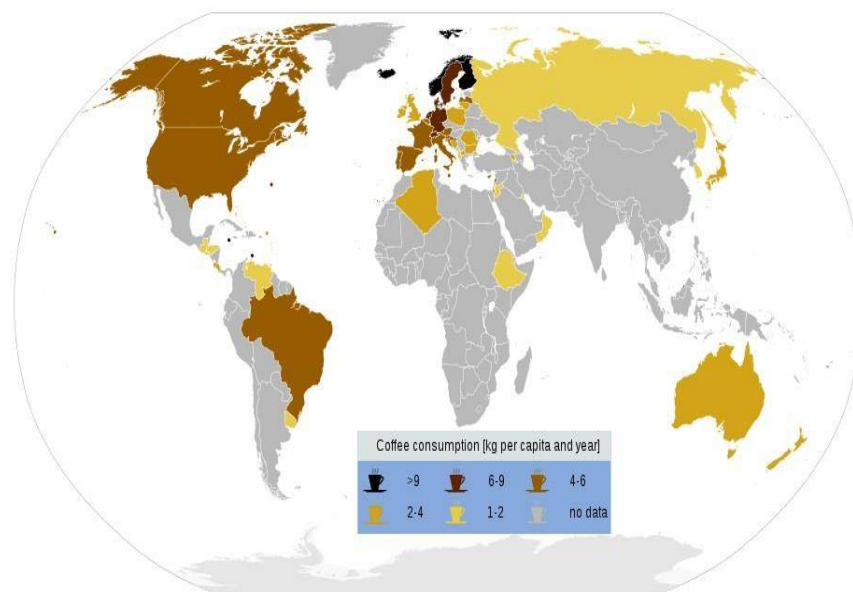 Coffee consumption [kg per capita and year]
>9 6-9 4-6
2-4 1-2 no data